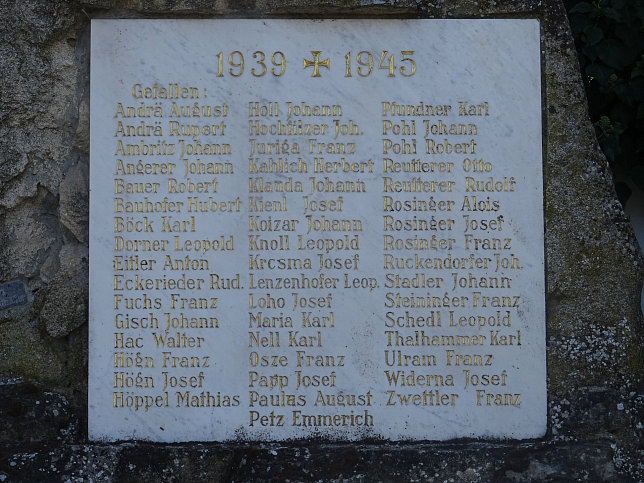 1939 ✠ 1945
Gefallen:
Andrä August
Andrä Rupert
Ambritz Johann
Angerer Johann
Bauer Robert
Bauhofer Hubert
Böck Karl
Dorner Leopold
Eitler Anton
Eckerieder Rud.
Fuchs Franz
Gisch Johann
Hac Walter
Högn Franz
Högn Josef
Höppel Mathias
Höll Johann
Hochitzer Joh.
Juriga Franz
Kahlich Herbert
Klanda Johann
Kienl Josef
Koizar Johann
Knoll Leopold
Krcsma Josef
Lenzenhofer Leop.
Loho Josef
Maria Karl
Nell Karl
Osze Franz
Papp Josef
Paulus August
Petz Emmerich
Pfundner Karl
Pohl Johann
Pohl Robert
Reutterer Otto
Reutterer Rudolf
Rosinger Alois
Rosinger Josef
Rosinger Franz
Ruckendorfer Joh.
Stadler Johann
Steininger Franz
Schedl Leopold
Thalhammer Karl
Ulram Franz
Widerna Josef
Zwettler Franz